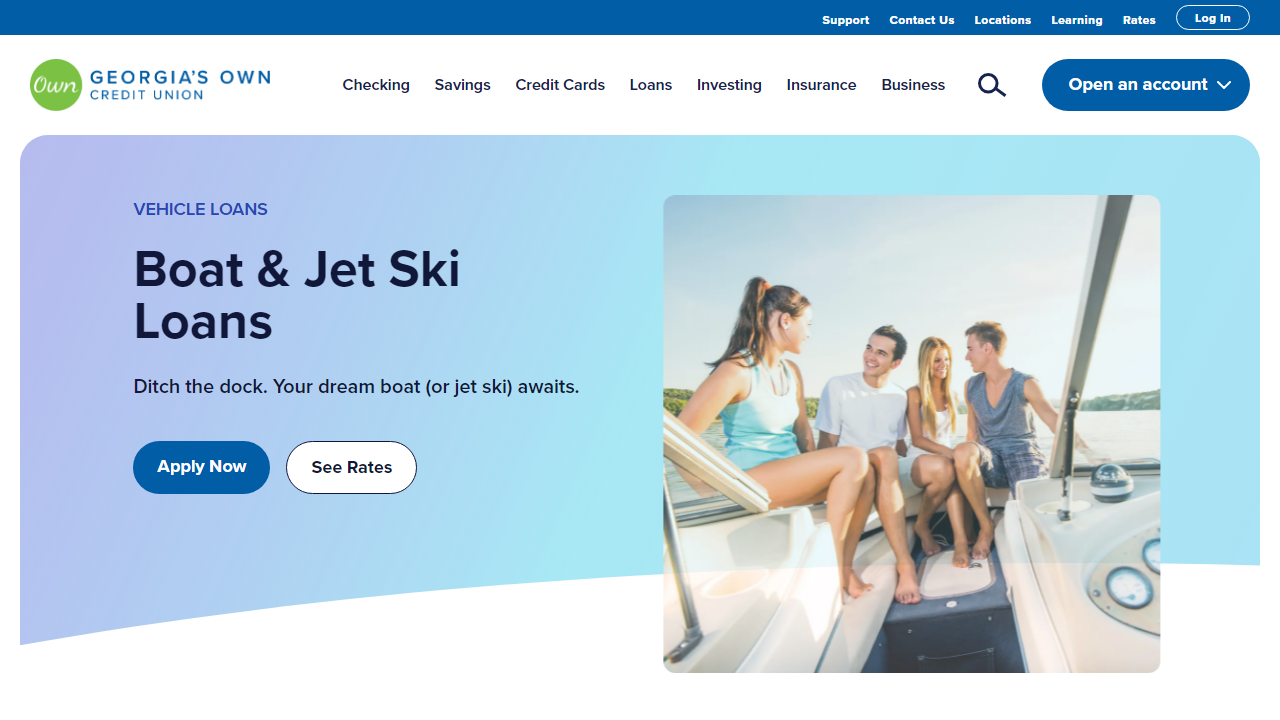 Support Contact Us Locations Learning Rates Log In
Own GEORGIA'S OWN
CREDIT UNION
Checking Savings Credit Cards Loans Investing Insurance Business Open an account
VEHICLE LOANS
Boat & Jet Ski
Loans
Ditch the dock. Your dream boat (or jet ski) awaits.
Apply Now See Rates